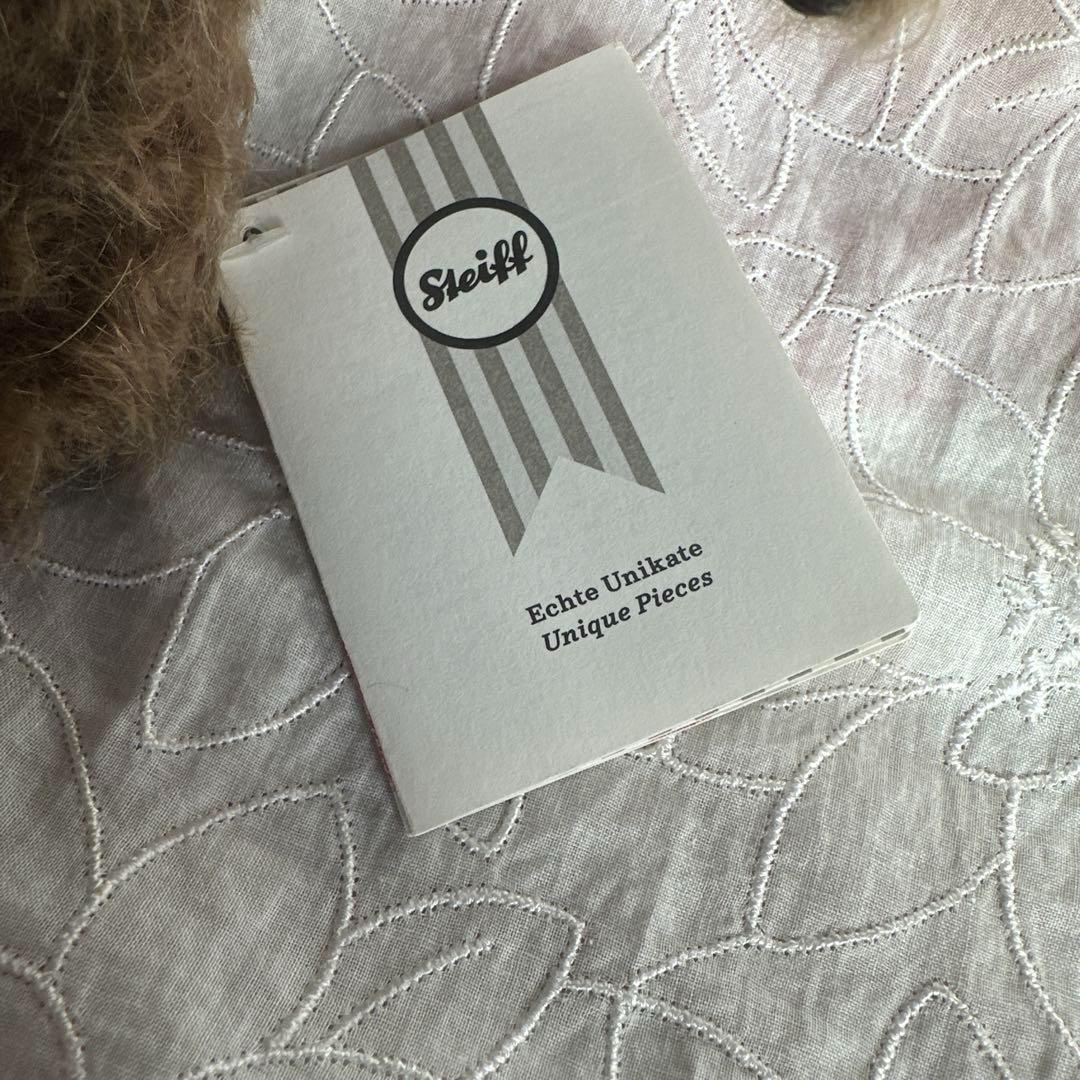 Steiff
Echte Unikate
Unique Pieces